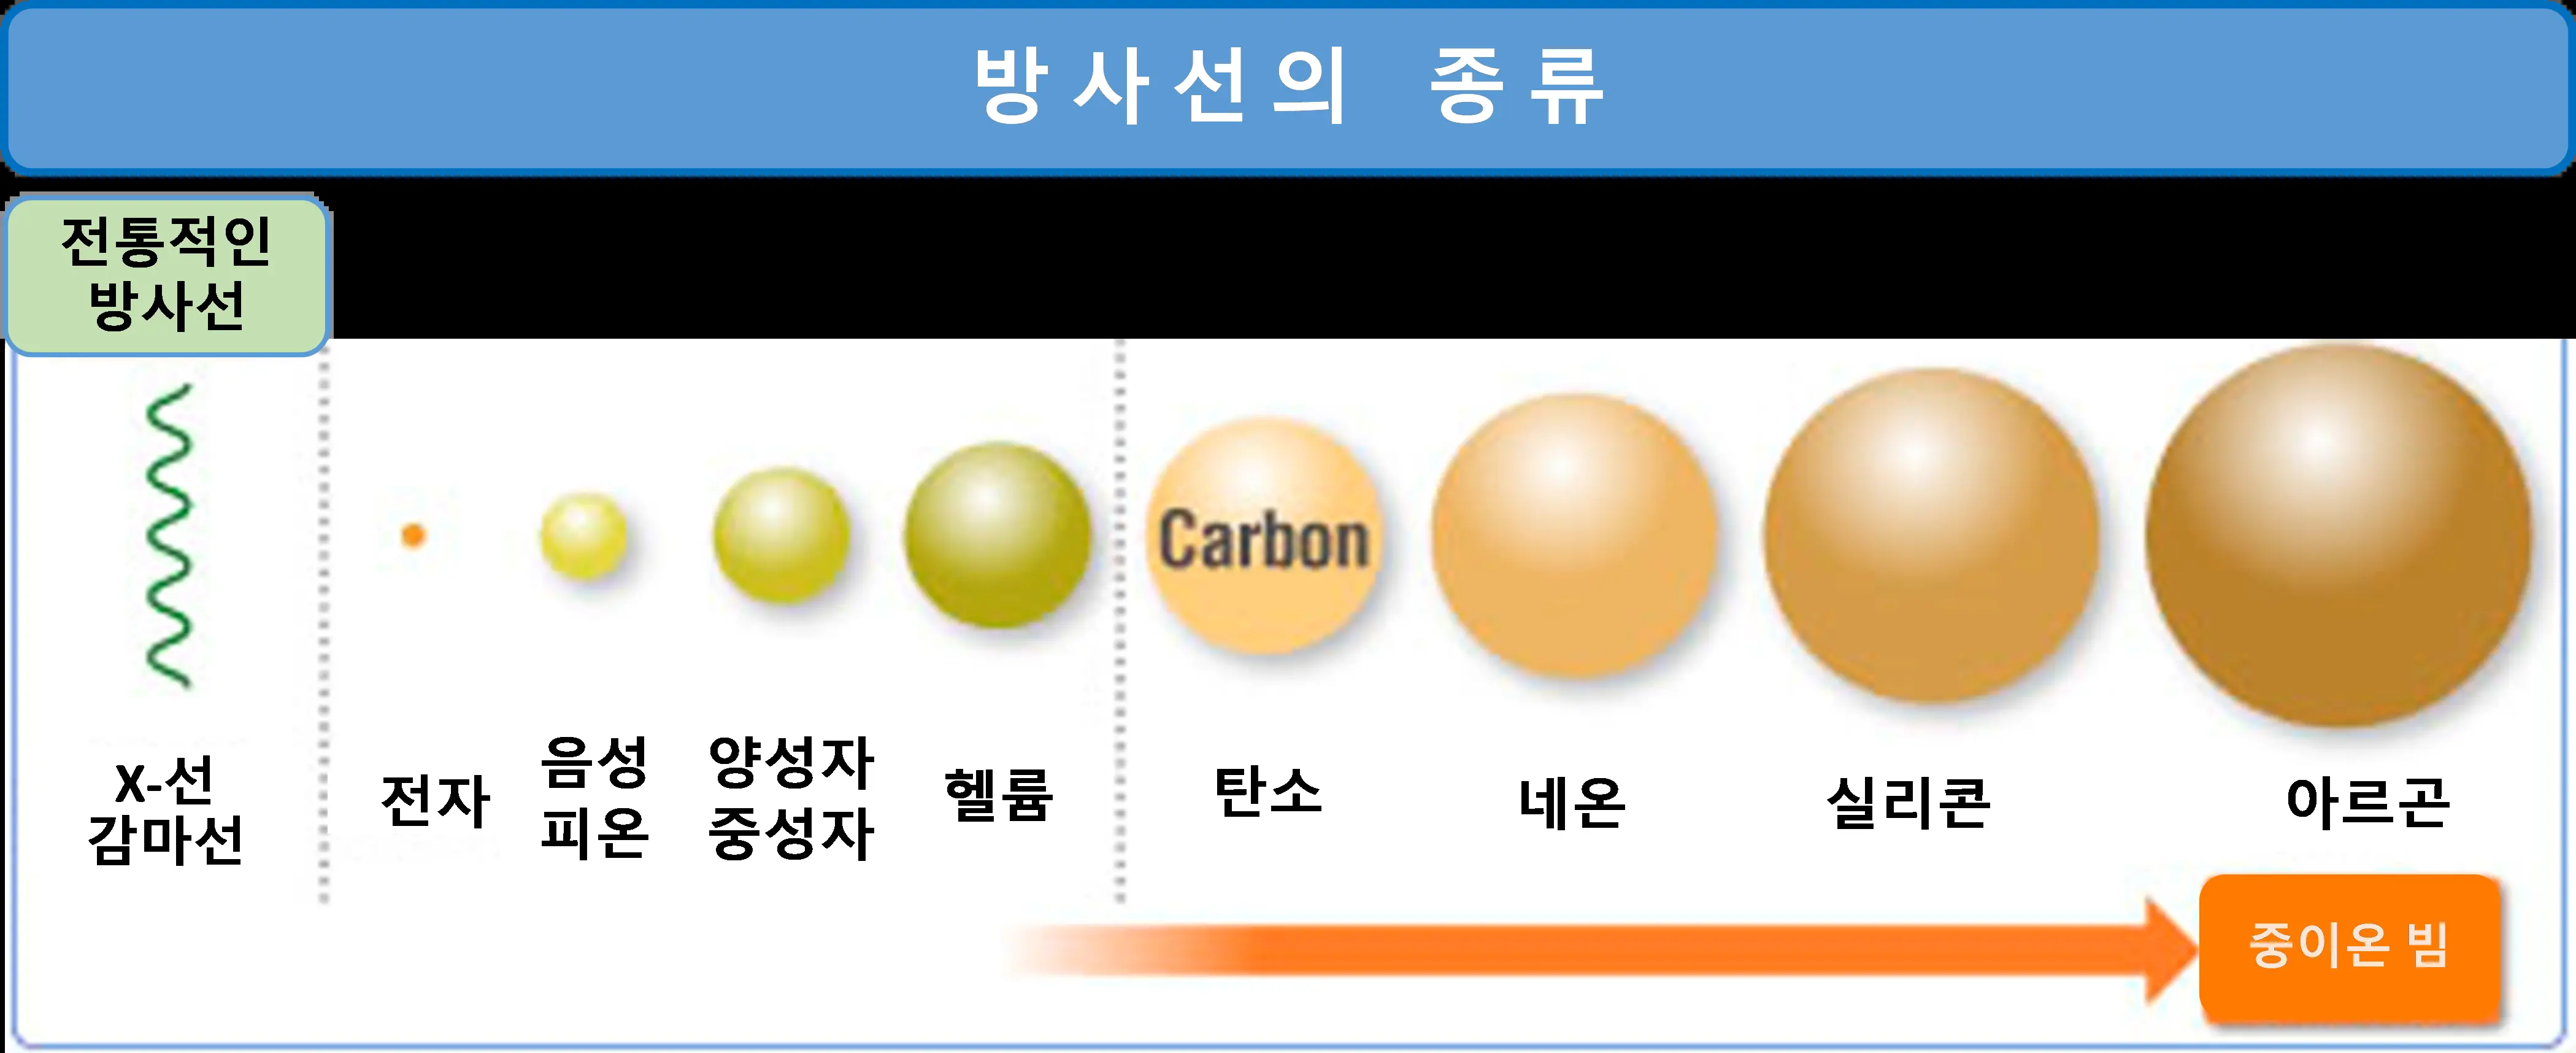 방사선의 종류
전통적인
방사선
Carbon
X-선
감마선
전자
음성
피온
양성자
중성자
헬륨
탄소
네온
실리콘
아르곤
중이온 빔